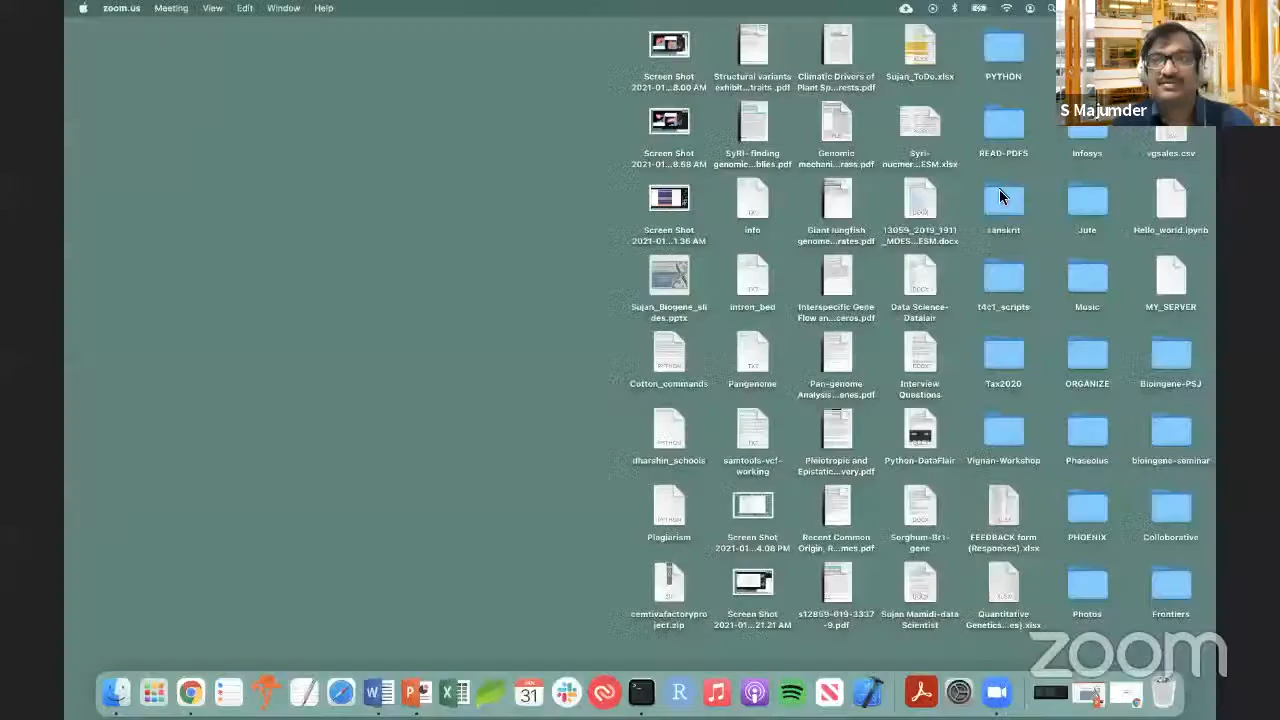 zoom.us Meeting View Edit Window Help
S Majumder
Screen Shot
2021-01...8.00 AM
Structural variants
exhibit...traits .pdf
Climatic Drivers of
Plant Sp...rests.pdf
Sujan_ToDo.xlsx
PYTHON
Screen Shot
2021-01...8.58 AM
SyRI- finding
genomic...blies.pdf
Genomic
mechani...rass.pdf
Syri-
nucmer...ESM.xlsx
READ-PDFS
Infosys
vgsales.csv
Screen Shot
2021-01...1.36 AM
info
Giant lungfish
genome...rates.pdf
13059_2019_1911
_MOES...ESM.docx
sanskrit
Jute
Hello_world.ipynb
Sujan_Biogene_sli
des.pptx
intron_bed
Interspecific Gene
Flow an...ceros.pdf
Data Science-
Dataflair
t4c1_scripts
Music
MY_SERVER
Cotton_commands
Pangenome
Pan-genome
Analysis...enes.pdf
Interview
Questions
Tax2020
ORGANIZE
Bioingene-PSJ
dharshin_schools
samtools-vcf-
working
Pleiotropic and
Epistatic...very.pdf
Python-DataFlair
Vignan-Workshop
Phaseolus
bioingene-seminar
Plagiarism
Screen Shot
2021-01...4.08 PM
Recent Common
Origin, R...mes.pdf
Sorghum-Br1-
gene
FEEDBACK form
(Responses).xlsx
PHOENIX
Collaborative
cemtivafactorypro
ject.zip
Screen Shot
2021-01...21.21 AM
s12859-019-3337
-9.pdf
Sujan Mamidi-data
Scientist
Quantitative
Genetics...es).xlsx
Photos
Frontiers
zoom
JAN
31